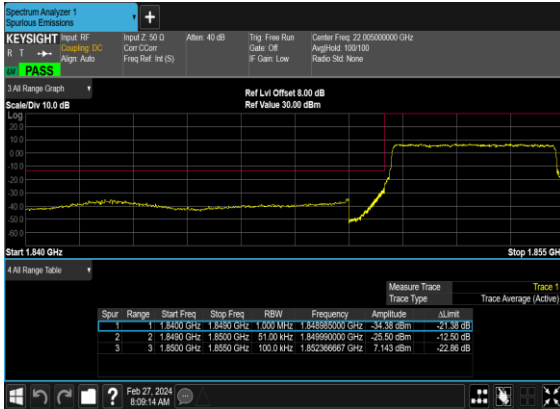 Spectrum Analyzer 1
Spurious Emissions
+
KEYSIGHT
R T
PASS
Input: RF
Coupling: DC
Align: Auto
Input Z: 50 Ω
Corr CCorr
Freq Ref: Int (S)
Atten: 40 dB
Trig: Free Run
Gate: Off
IF Gain: Low
Center Freq: 22.005000000 GHz
Avg|Hold: 100/100
Radio Std: None
3 All Range Graph
Scale/Div 10.0 dB
Ref Lvl Offset 8.00 dB
Ref Value 30.00 dBm
Log
20.0
10.0
0.00
-10.0
-20.0
-30.0
-40.0
-50.0
-60.0
Start 1.840 GHz
Stop 1.855 GH
4 All Range Table
Measure Trace Trace 1
Trace Type Trace Average (Active)
Spur Range Start Freq Stop Freq RBW Frequency Amplitude ΔLimit
1 1 1.8400 GHz 1.8490 GHz 1.000 MHz 1.848985000 GHz -34.38 dBm -21.38 dB
2 2 1.8490 GHz 1.8500 GHz 51.00 kHz 1.849990000 GHz -25.50 dBm -12.50 dB
3 3 1.8500 GHz 1.8550 GHz 100.0 kHz 1.852386667 GHz 7.143 dBm -22.86 dB
?
Feb 27, 2024
8:09:14 AM